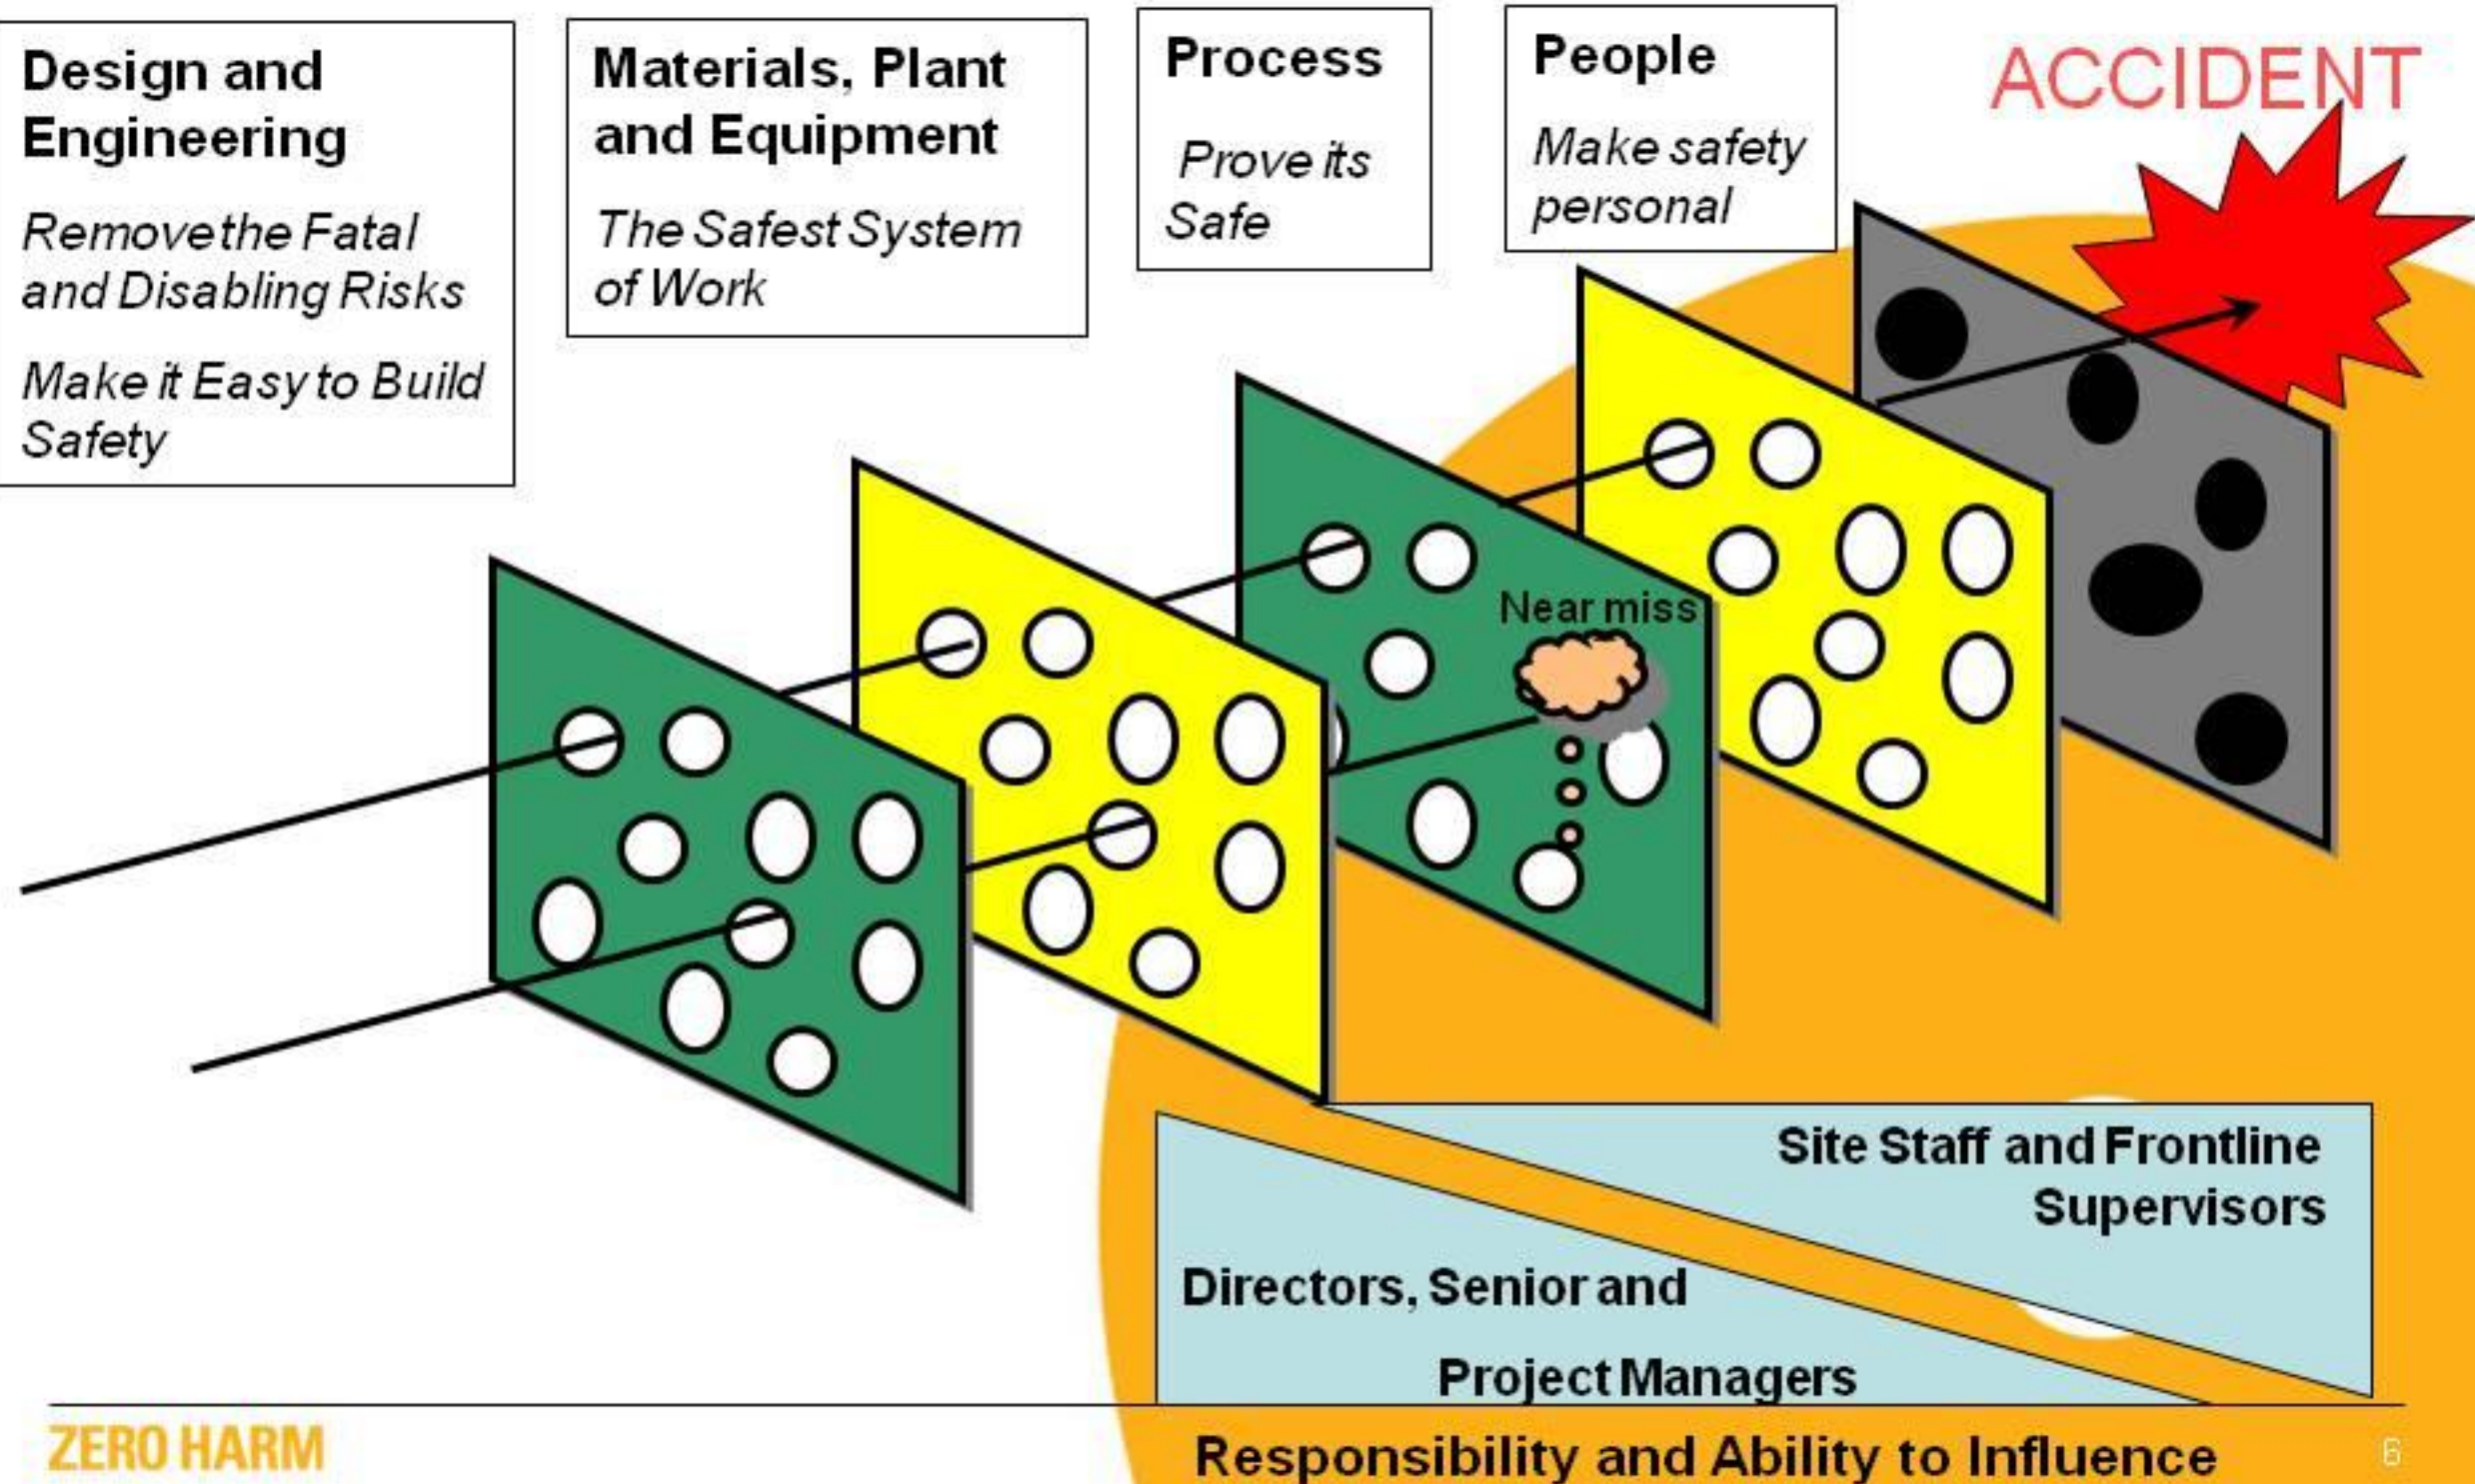 Design and
Engineering
Remove the Fatal
and Disabling Risks
Make it Easy to Build
Safety
Materials, Plant
and Equipment
The Safest System
of Work
Process
Prove its
Safe
People
Make safety
personal
ACCIDENT
Near miss
Site Staff and Frontline
Supervisors
Directors, Senior and
Project Managers
ZERO HARM
Responsibility and Ability to Influence
6